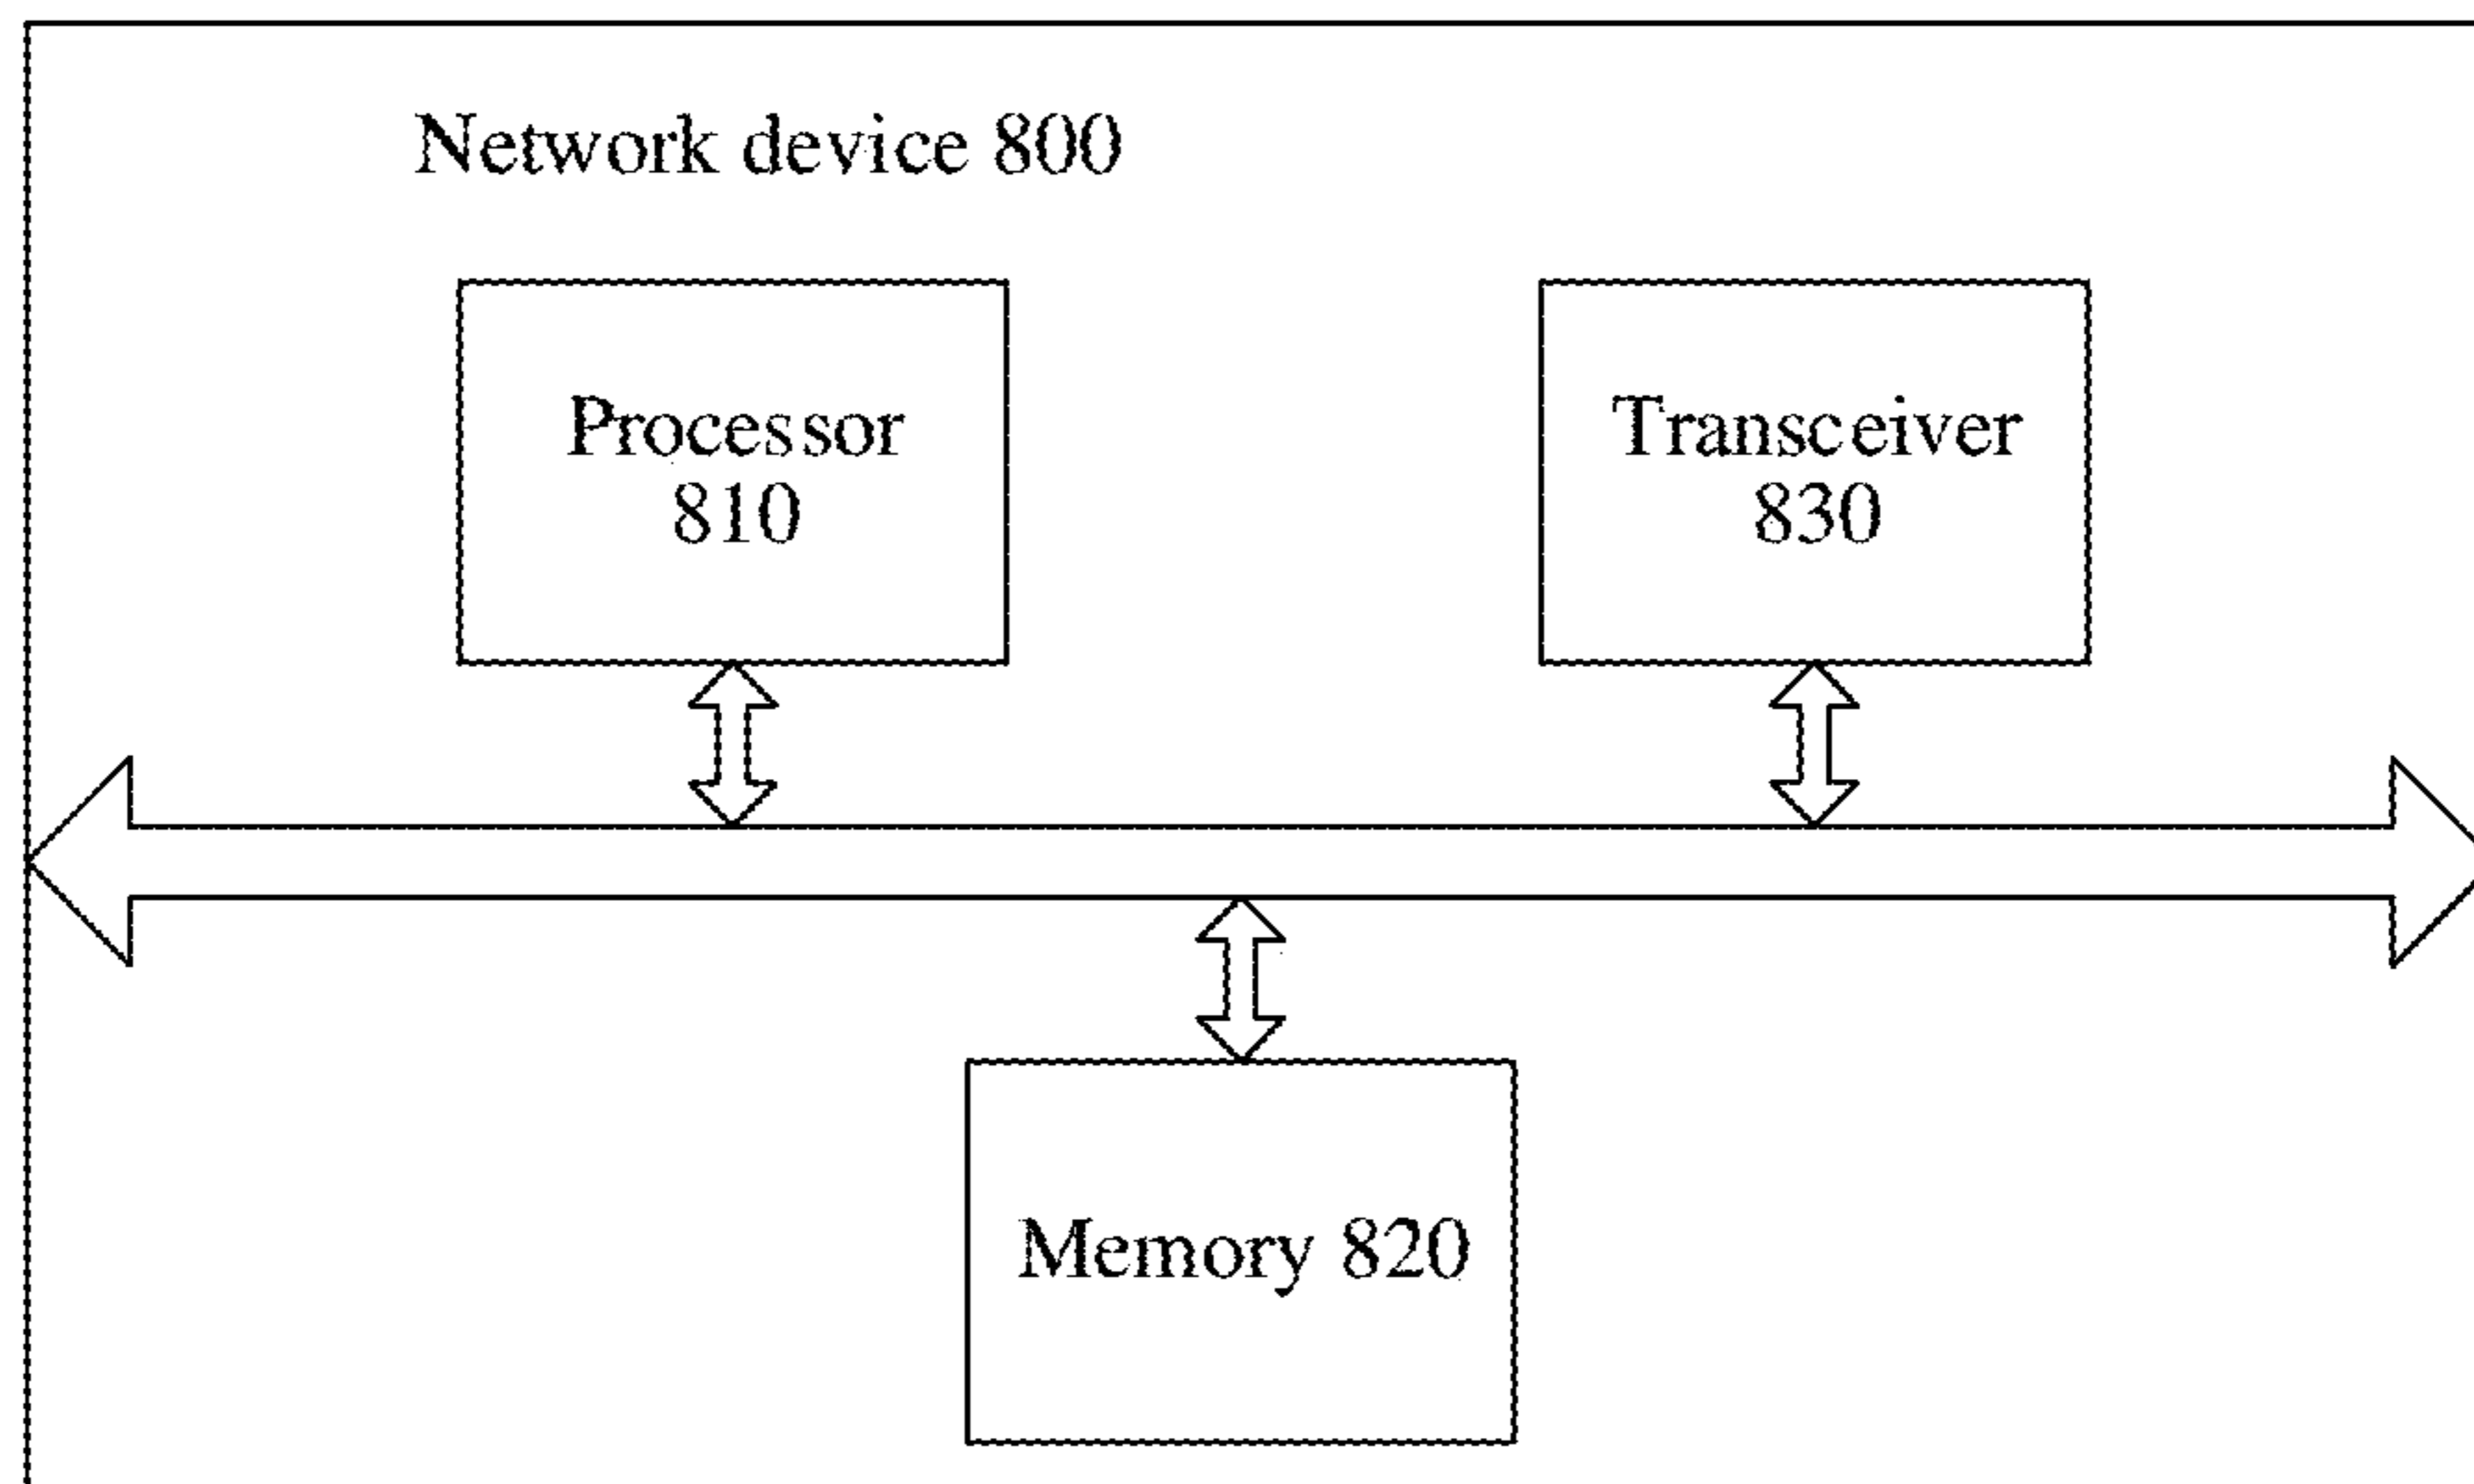 Network device 800
Processor
810
Transceiver
830
Memory 820